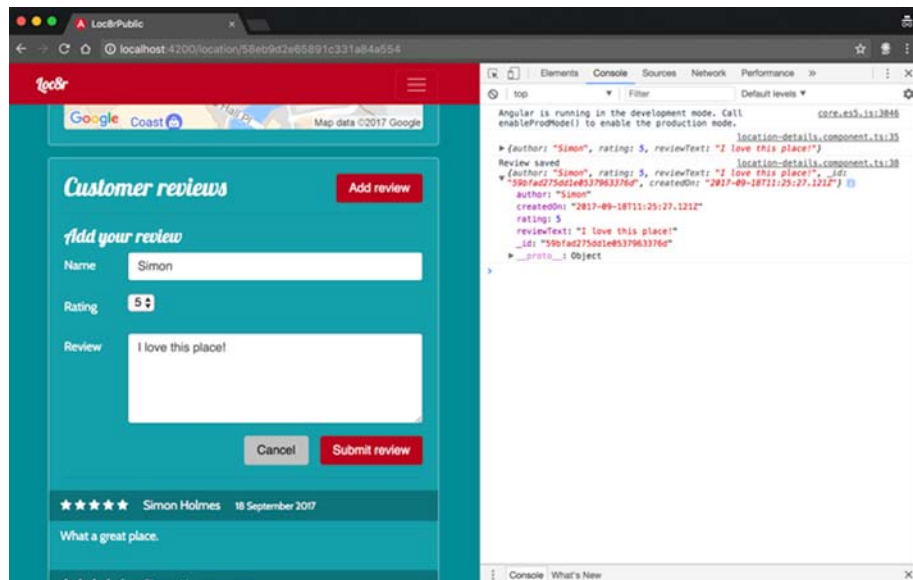 Loc8rPublic
localhost:4200/location/58eb9d2e65891c331a84a554
Loc8r
Google
Coast
Map data ©2017 Google
Customer reviews
Add review
Add your review
Name
Simon
Rating
5
Review
I love this place!
Cancel
Submit review
Simon Holmes
18 September 2017
What a great place.
Elements Console Sources Network Performance »
top
Filter
Default levels ▼
Angular is running in the development mode. Call core.es5.js:3046
enableProdMode() to enable the production mode.
location-details.component.ts:35
▶ {author: "Simon", rating: 5, reviewText: "I love this place!"}
Review saved location-details.component.ts:38
▼ {author: "Simon", rating: 5, reviewText: "I love this place!", _id:
"59bfad275dd1e0537963376d", createdOn: "2017-09-18T11:25:27.121Z"}
author: "Simon"
createdOn: "2017-09-18T11:25:27.121Z"
rating: 5
reviewText: "I love this place!"
_id: "59bfad275dd1e0537963376d"
▶ __proto__: Object
Console What's New